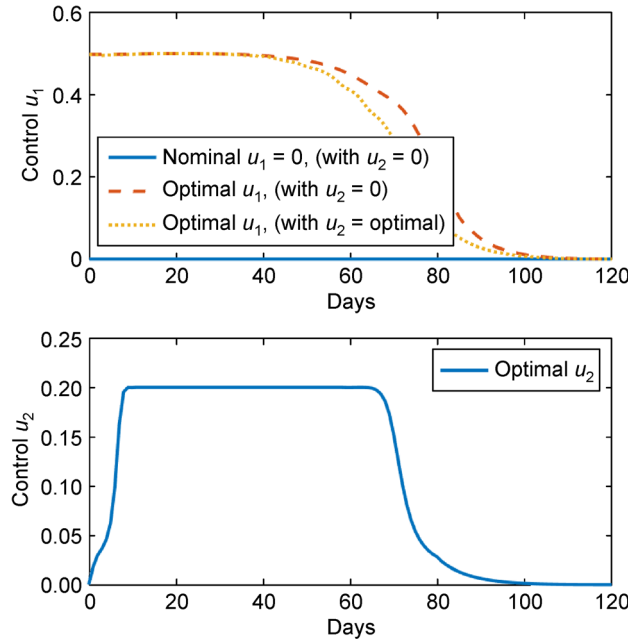 0.6
0.4
0.2
0
Control u1
Nominal u1 = 0, (with u2 = 0)
Optimal u1, (with u2 = 0)
Optimal u1, (with u2 = optimal)
0 20 40 60 80 100 120
Days
0.25
0.20
0.15
0.10
0.05
0.00
Control u2
Optimal u2
0 20 40 60 80 100 120
Days